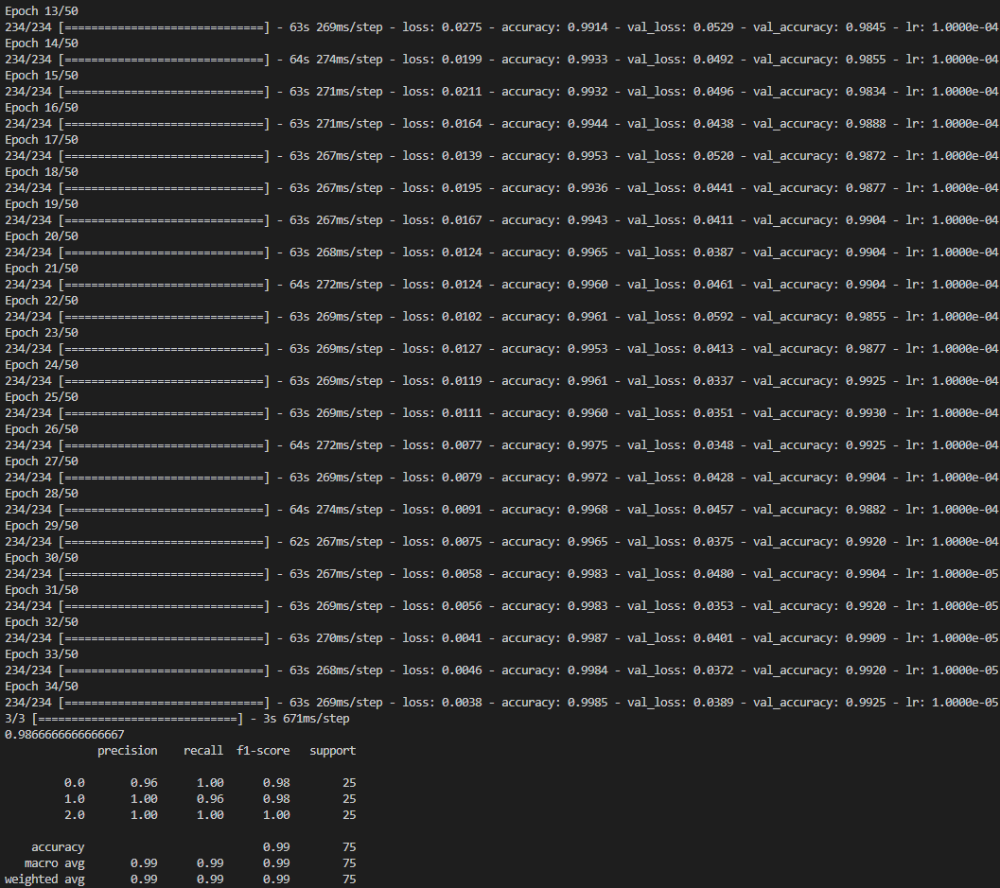 Epoch 13/50
234/234 [==============================] - 63s 269ms/step - loss: 0.0275 - accuracy: 0.9914 - val_loss: 0.0529 - val_accuracy: 0.9845 - lr: 1.0000e-04
Epoch 14/50
234/234 [==============================] - 64s 274ms/step - loss: 0.0199 - accuracy: 0.9933 - val_loss: 0.0492 - val_accuracy: 0.9855 - lr: 1.0000e-04
Epoch 15/50
234/234 [==============================] - 63s 271ms/step - loss: 0.0211 - accuracy: 0.9932 - val_loss: 0.0496 - val_accuracy: 0.9834 - lr: 1.0000e-04
Epoch 16/50
234/234 [==============================] - 63s 271ms/step - loss: 0.0164 - accuracy: 0.9944 - val_loss: 0.0438 - val_accuracy: 0.9888 - lr: 1.0000e-04
Epoch 17/50
234/234 [==============================] - 63s 267ms/step - loss: 0.0139 - accuracy: 0.9953 - val_loss: 0.0520 - val_accuracy: 0.9872 - lr: 1.0000e-04
Epoch 18/50
234/234 [==============================] - 63s 267ms/step - loss: 0.0195 - accuracy: 0.9936 - val_loss: 0.0441 - val_accuracy: 0.9877 - lr: 1.0000e-04
Epoch 19/50
234/234 [==============================] - 63s 267ms/step - loss: 0.0167 - accuracy: 0.9943 - val_loss: 0.0411 - val_accuracy: 0.9904 - lr: 1.0000e-04
Epoch 20/50
234/234 [==============================] - 63s 268ms/step - loss: 0.0124 - accuracy: 0.9965 - val_loss: 0.0387 - val_accuracy: 0.9904 - lr: 1.0000e-04
Epoch 21/50
234/234 [==============================] - 64s 272ms/step - loss: 0.0124 - accuracy: 0.9960 - val_loss: 0.0461 - val_accuracy: 0.9904 - lr: 1.0000e-04
Epoch 22/50
234/234 [==============================] - 63s 269ms/step - loss: 0.0102 - accuracy: 0.9961 - val_loss: 0.0592 - val_accuracy: 0.9855 - lr: 1.0000e-04
Epoch 23/50
234/234 [==============================] - 63s 269ms/step - loss: 0.0127 - accuracy: 0.9953 - val_loss: 0.0413 - val_accuracy: 0.9877 - lr: 1.0000e-04
Epoch 24/50
234/234 [==============================] - 63s 269ms/step - loss: 0.0119 - accuracy: 0.9961 - val_loss: 0.0337 - val_accuracy: 0.9925 - lr: 1.0000e-04
Epoch 25/50
234/234 [==============================] - 63s 269ms/step - loss: 0.0111 - accuracy: 0.9960 - val_loss: 0.0351 - val_accuracy: 0.9930 - lr: 1.0000e-04
Epoch 26/50
234/234 [==============================] - 64s 272ms/step - loss: 0.0077 - accuracy: 0.9975 - val_loss: 0.0348 - val_accuracy: 0.9925 - lr: 1.0000e-04
Epoch 27/50
234/234 [==============================] - 63s 269ms/step - loss: 0.0079 - accuracy: 0.9972 - val_loss: 0.0428 - val_accuracy: 0.9904 - lr: 1.0000e-04
Epoch 28/50
234/234 [==============================] - 64s 274ms/step - loss: 0.0091 - accuracy: 0.9968 - val_loss: 0.0457 - val_accuracy: 0.9882 - lr: 1.0000e-04
Epoch 29/50
234/234 [==============================] - 62s 267ms/step - loss: 0.0075 - accuracy: 0.9965 - val_loss: 0.0375 - val_accuracy: 0.9920 - lr: 1.0000e-04
Epoch 30/50
234/234 [==============================] - 63s 267ms/step - loss: 0.0058 - accuracy: 0.9983 - val_loss: 0.0480 - val_accuracy: 0.9904 - lr: 1.0000e-05
Epoch 31/50
234/234 [==============================] - 63s 269ms/step - loss: 0.0056 - accuracy: 0.9983 - val_loss: 0.0353 - val_accuracy: 0.9920 - lr: 1.0000e-05
Epoch 32/50
234/234 [==============================] - 63s 270ms/step - loss: 0.0041 - accuracy: 0.9987 - val_loss: 0.0401 - val_accuracy: 0.9909 - lr: 1.0000e-05
Epoch 33/50
234/234 [==============================] - 63s 268ms/step - loss: 0.0046 - accuracy: 0.9984 - val_loss: 0.0372 - val_accuracy: 0.9920 - lr: 1.0000e-05
Epoch 34/50
234/234 [==============================] - 63s 269ms/step - loss: 0.0038 - accuracy: 0.9985 - val_loss: 0.0389 - val_accuracy: 0.9925 - lr: 1.0000e-05
3/3 [==============================] - 3s 671ms/step
0.9866666666666667
precision recall f1-score support
0.0 0.96 1.00 0.98 25
1.0 1.00 0.96 0.98 25
2.0 1.00 1.00 1.00 25
accuracy 0.99 75
macro avg 0.99 0.99 0.99 75
weighted avg 0.99 0.99 0.99 75